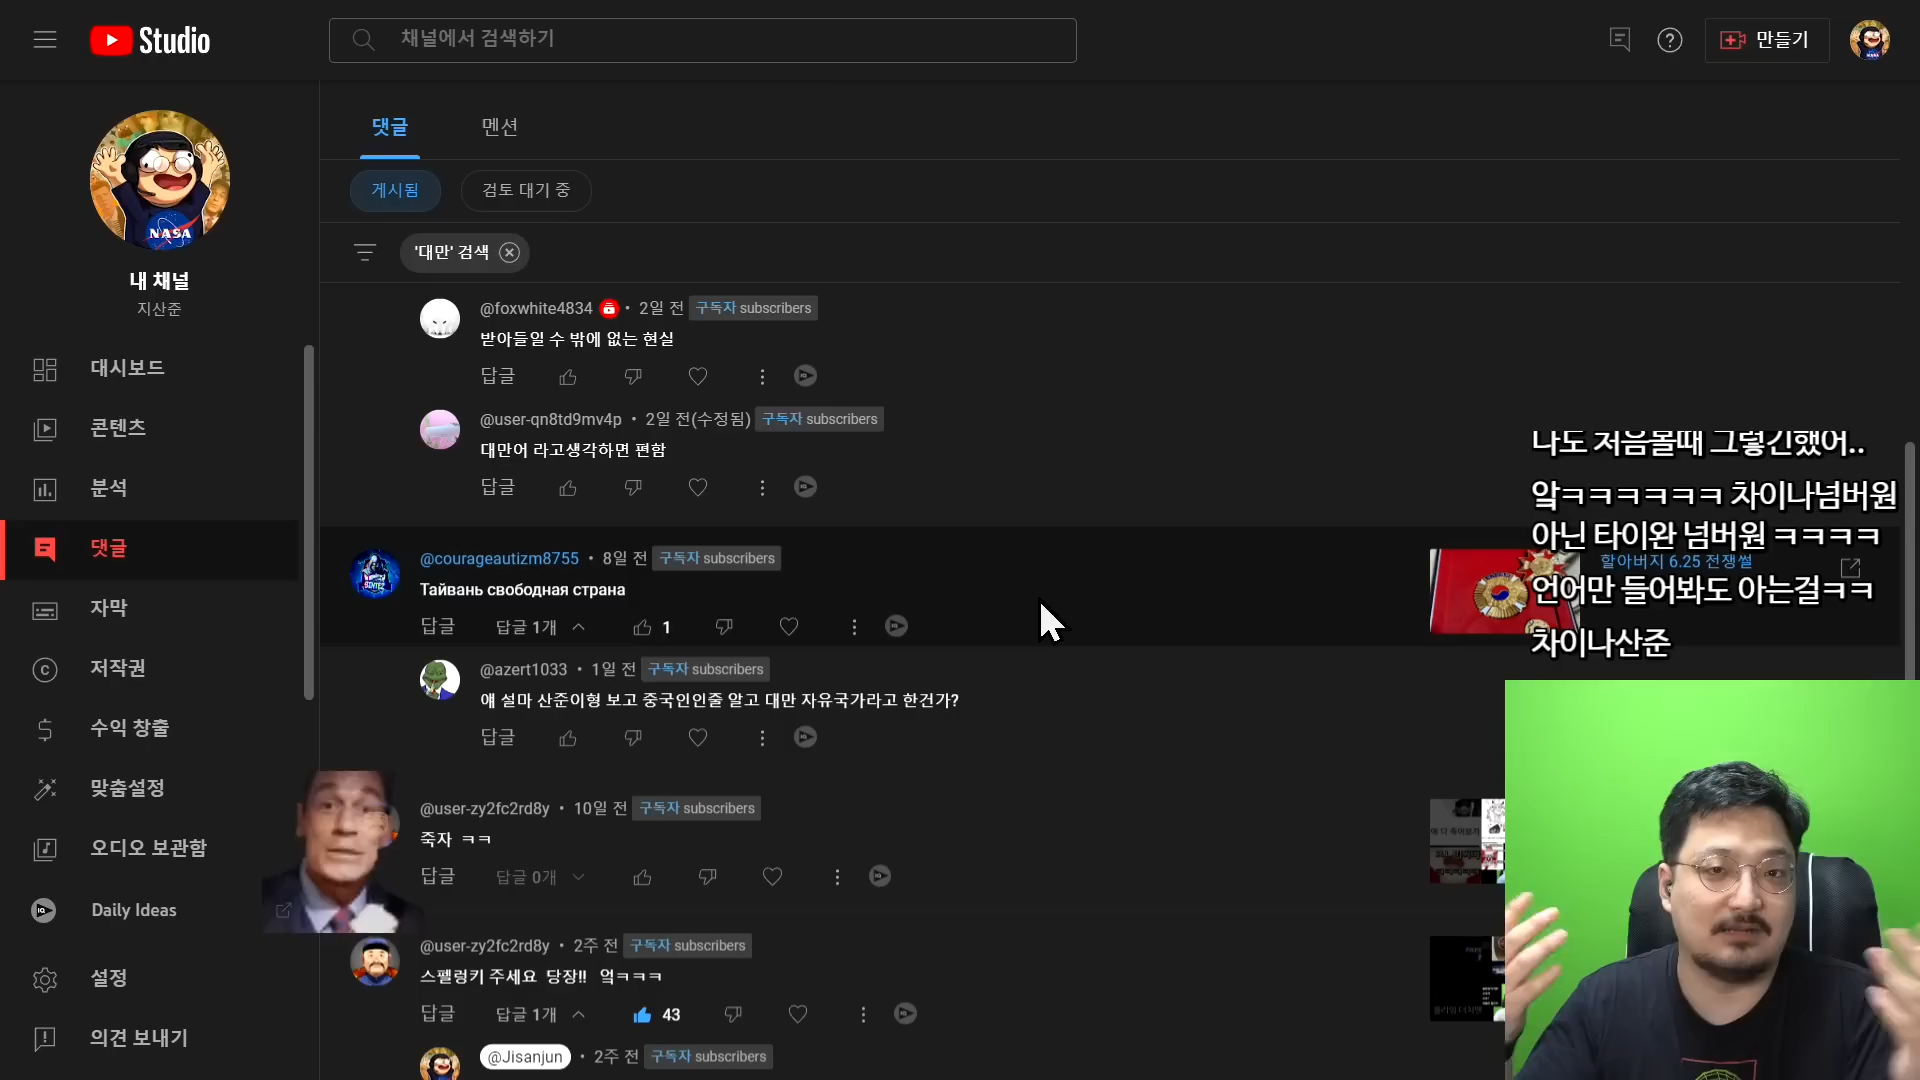 Studio
채널에서 검색하기
만들기
NASA
내 채널
지산준
대시보드
콘텐츠
분석
댓글
자막
저작권
수익 창출
맞춤설정
오디오 보관함
Daily Ideas
설정
의견 보내기
댓글
멘션
게시됨
검토 대기 중
'대만' 검색
@foxwhite4834 • 2일 전 구독자 subscribers
받아들일 수 밖에 없는 현실
답글
@user-qn8td9mv4p • 2일 전(수정됨) 구독자 subscribers
대만어 라고생각하면 편함
답글
@courageautizm8755 • 8일 전 구독자 subscribers
Тайвань свободная страна
답글 답글 1개 1
할아버지 6.25 전쟁썰
@azert1033 • 1일 전 구독자 subscribers
얘 설마 산준이형 보고 중국인인줄 알고 대만 자유국가라고 한건가?
답글
@user-zy2fc2rd8y • 10일 전 구독자 subscribers
죽자 ㅋㅋ
답글 답글 0개
@user-zy2fc2rd8y • 2주 전 구독자 subscribers
스펠렁키 주세요 당장!! 엌ㅋㅋㅋ
답글 답글 1개 43
@Jisanjun • 2주 전 구독자 subscribers
나도 처음볼때 그렇긴했어..
앜ㅋㅋㅋㅋㅋㅋ 차이나넘버원
아닌 타이완 넘버원 ㅋㅋㅋㅋ
언어만 들어봐도 아는걸ㅋㅋ
차이나산준